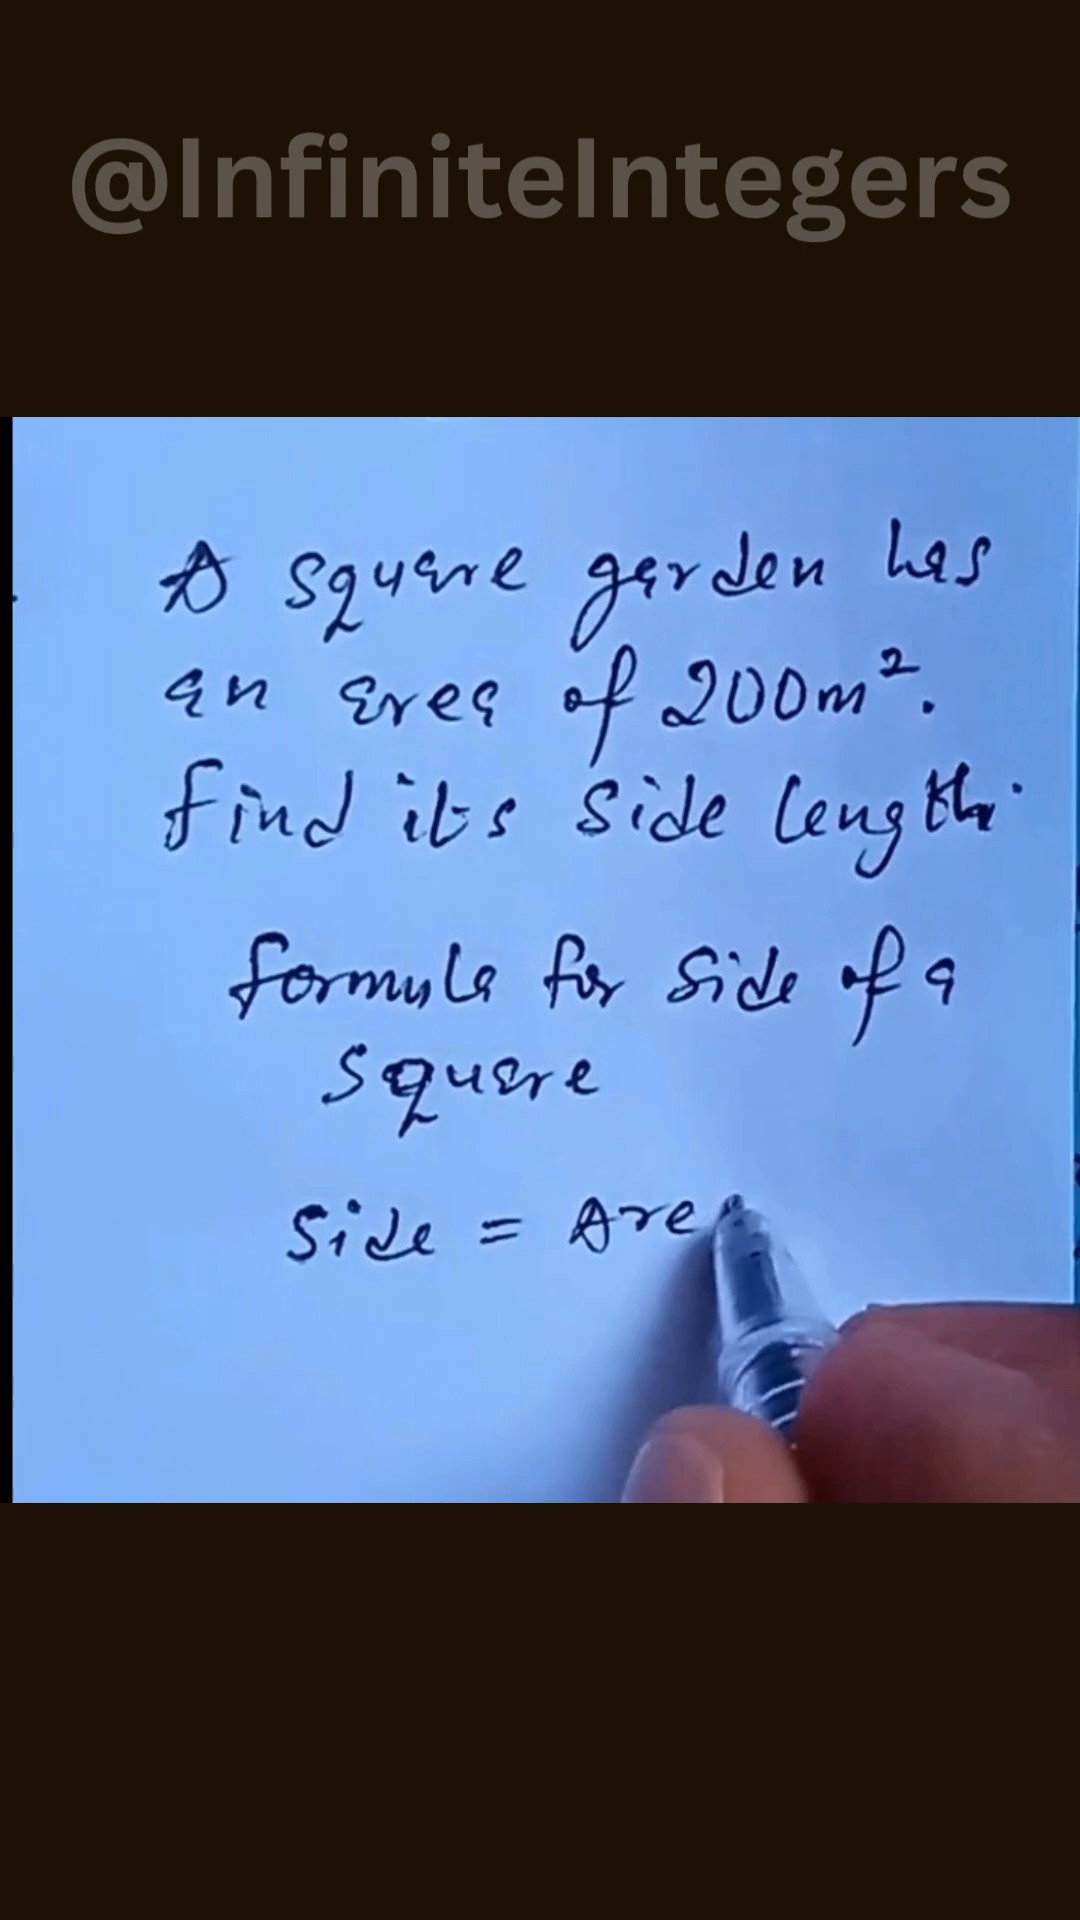 @InfiniteIntegers
A square garden has
an area of 200m².
find its side length.
formula for side of a
square
side = Are